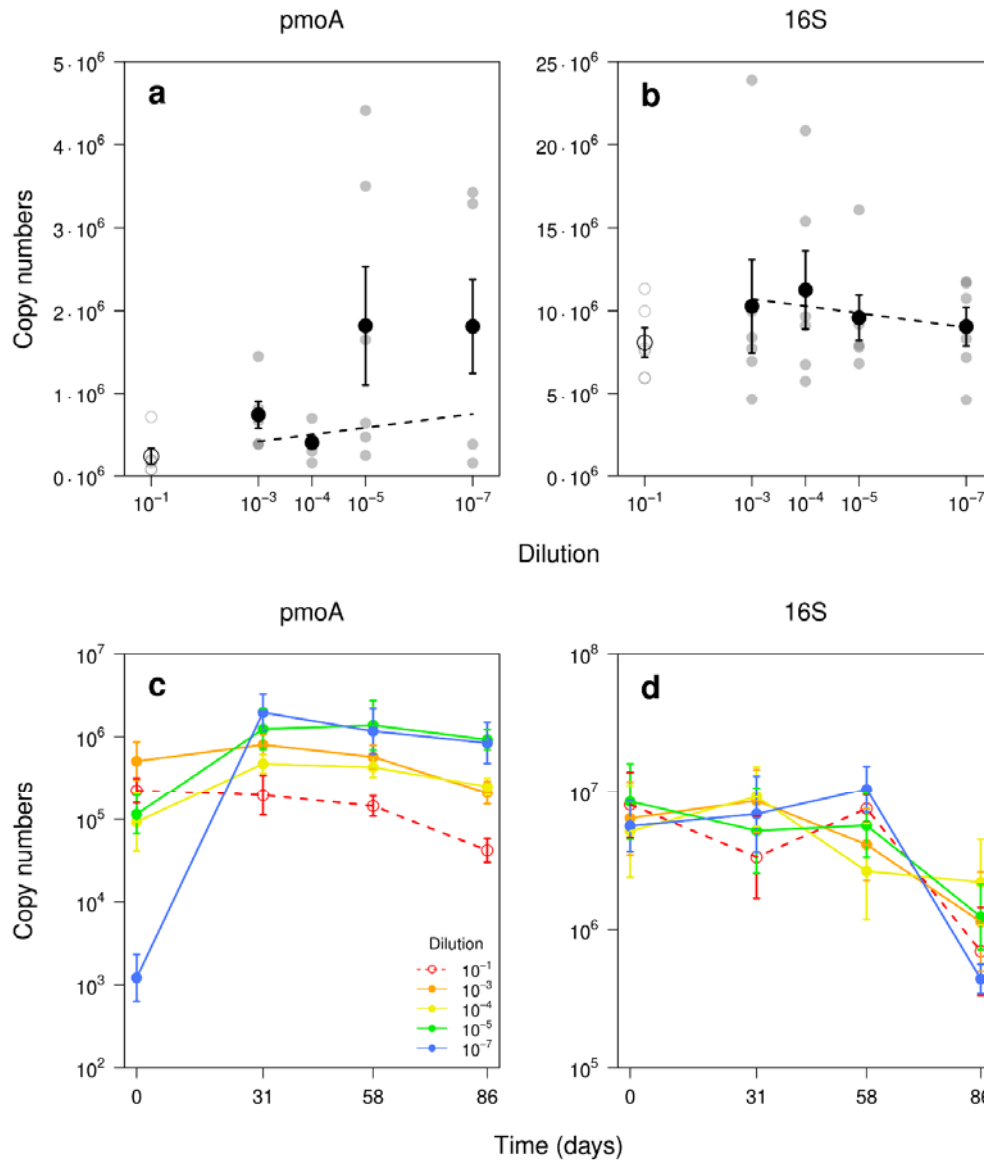 pmoA
16S
a
b
5·10⁶
4·10⁶
3·10⁶
2·10⁶
1·10⁶
0·10⁶
25·10⁶
20·10⁶
15·10⁶
10·10⁶
5·10⁶
0·10⁶
Copy numbers
10⁻¹ 10⁻³ 10⁻⁴ 10⁻⁵ 10⁻⁷
10⁻¹ 10⁻³ 10⁻⁴ 10⁻⁵ 10⁻⁷
Dilution
pmoA
16S
c
d
10⁷
10⁶
10⁵
10⁴
10³
10²
10⁸
10⁷
10⁶
10⁵
Copy numbers
Dilution
10⁻¹
10⁻³
10⁻⁴
10⁻⁵
10⁻⁷
0 31 58 86
0 31 58 86
Time (days)